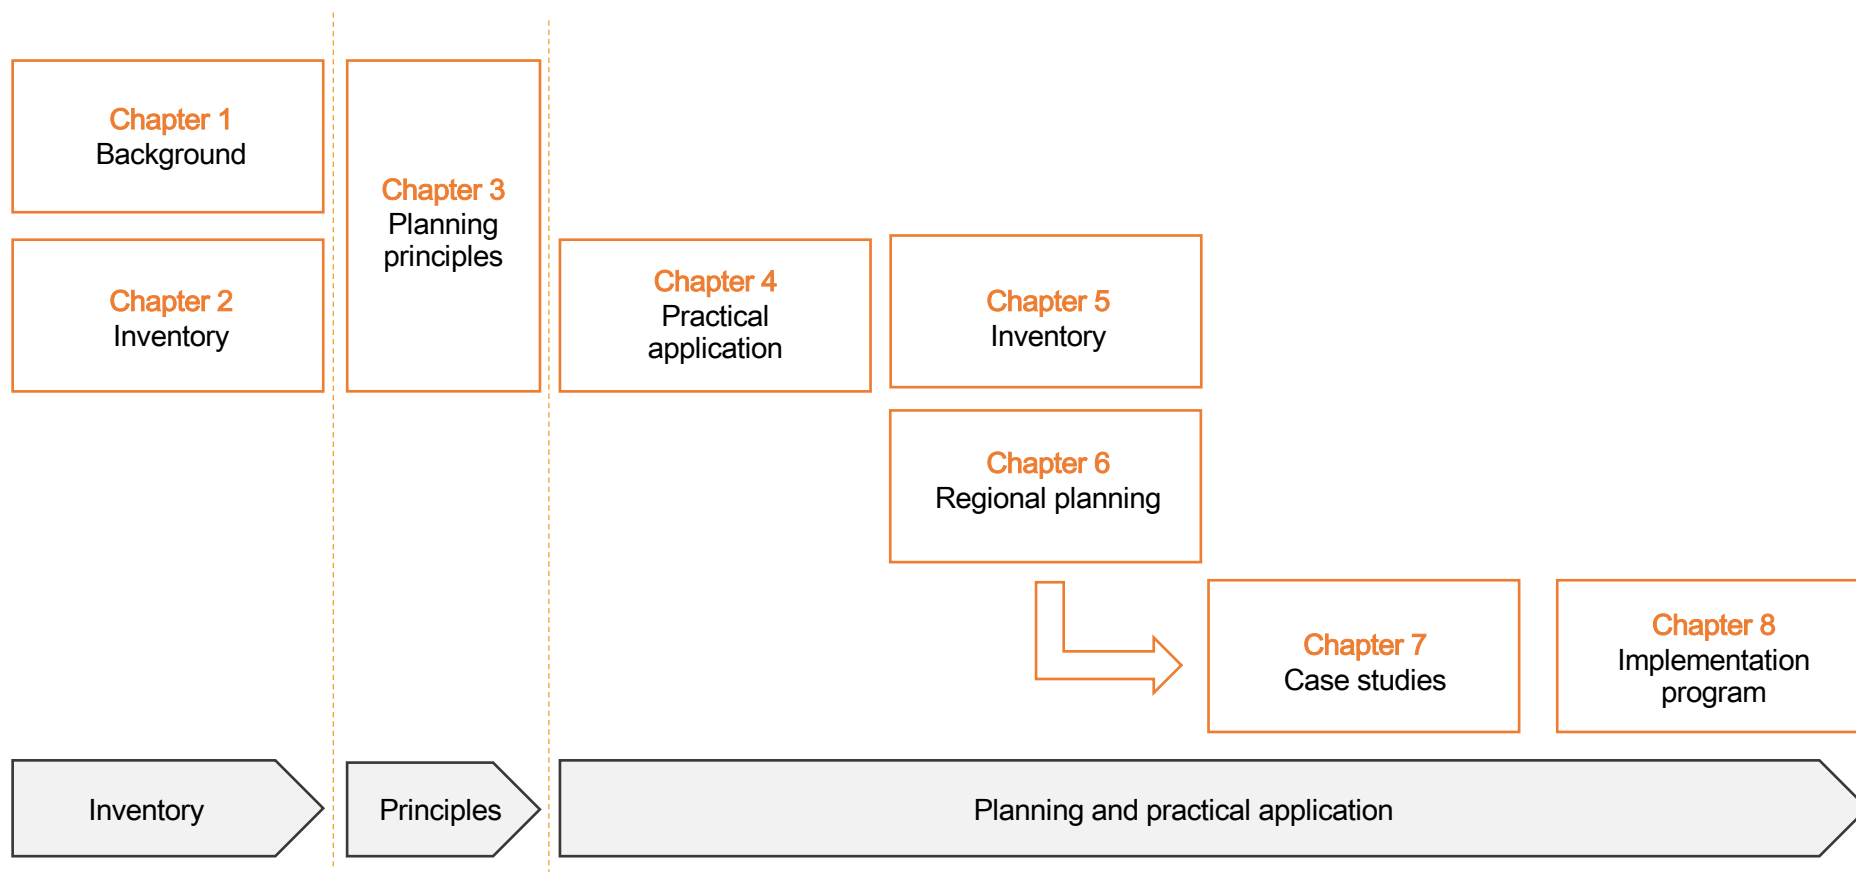 Chapter 1
Background
Chapter 2
Inventory
Chapter 3
Planning
principles
Chapter 4
Practical
application
Chapter 5
Inventory
Chapter 6
Regional planning
Chapter 7
Case studies
Chapter 8
Implementation
program
Inventory
Principles
Planning and practical application